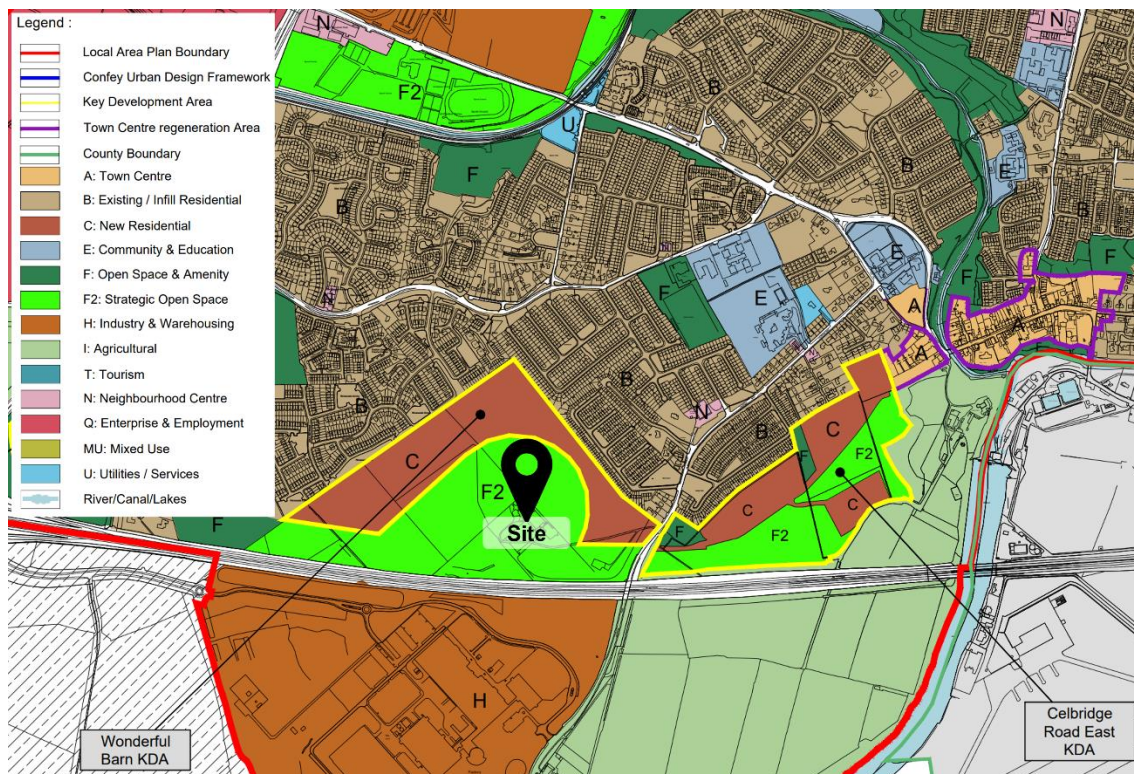 Legend :
Local Area Plan Boundary
Confey Urban Design Framework
Key Development Area
Town Centre regeneration Area
County Boundary
A: Town Centre
B: Existing / Infill Residential
C: New Residential
E: Community & Education
F: Open Space & Amenity
F2: Strategic Open Space
H: Industry & Warehousing
I: Agricultural
T: Tourism
N: Neighbourhood Centre
Q: Enterprise & Employment
MU: Mixed Use
U: Utilities / Services
River/Canal/Lakes
N
N
F2
B
U
B
F
B
E
B
F
B
F
N
N
F
E
A
A
A
F
B
B
N
B
C
C
F
F2
F2
Site
C
C
F
F2
F
H
Wonderful
Barn KDA
Celbridge
Road East
KDA